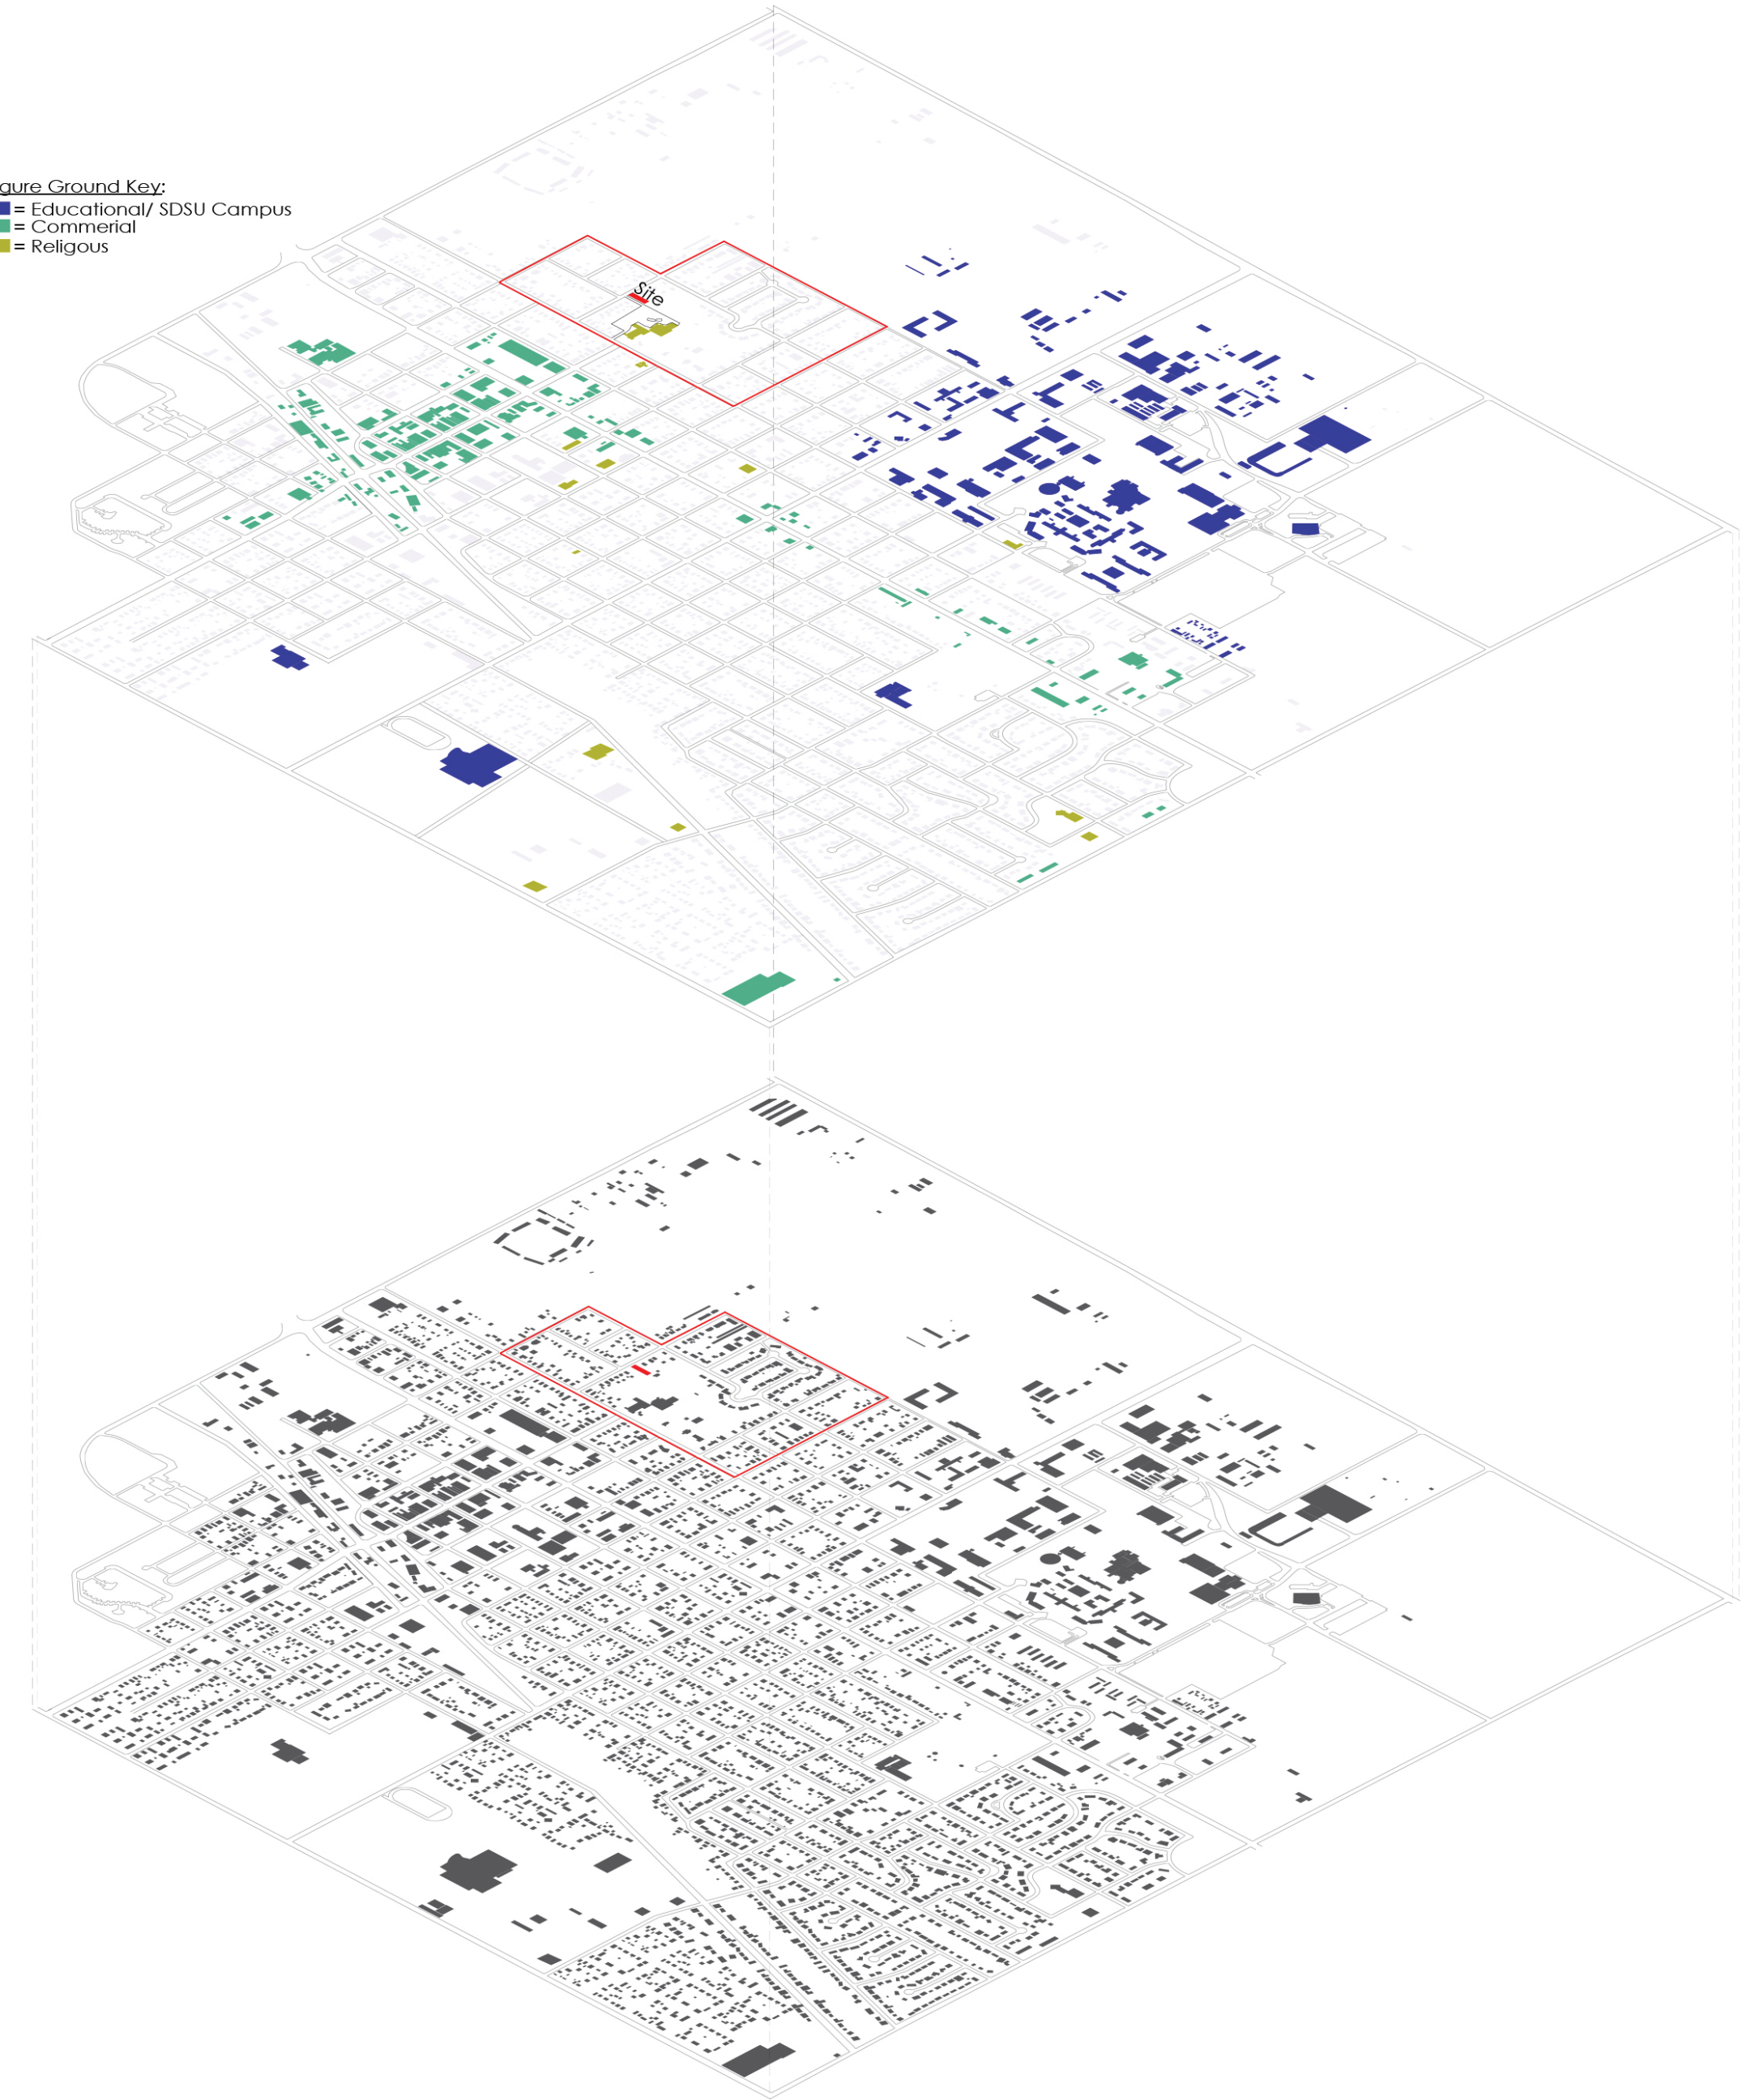 gure Ground Key:
= Educational/ SDSU Campus
= Commerial
= Religous
Site